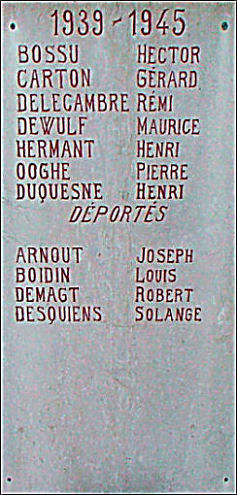 1939-1945
BOSSU HECTOR
CARTON GÉRARD
DELECAMBRE RÉMI
DEWULF MAURICE
HERMANT HENRI
OOGHE PIERRE
DUQUESNE HENRI
DÉPORTÉS
ARNOUT JOSEPH
BOIDIN LOUIS
DEMAGT ROBERT
DESQUIENS SOLANGE